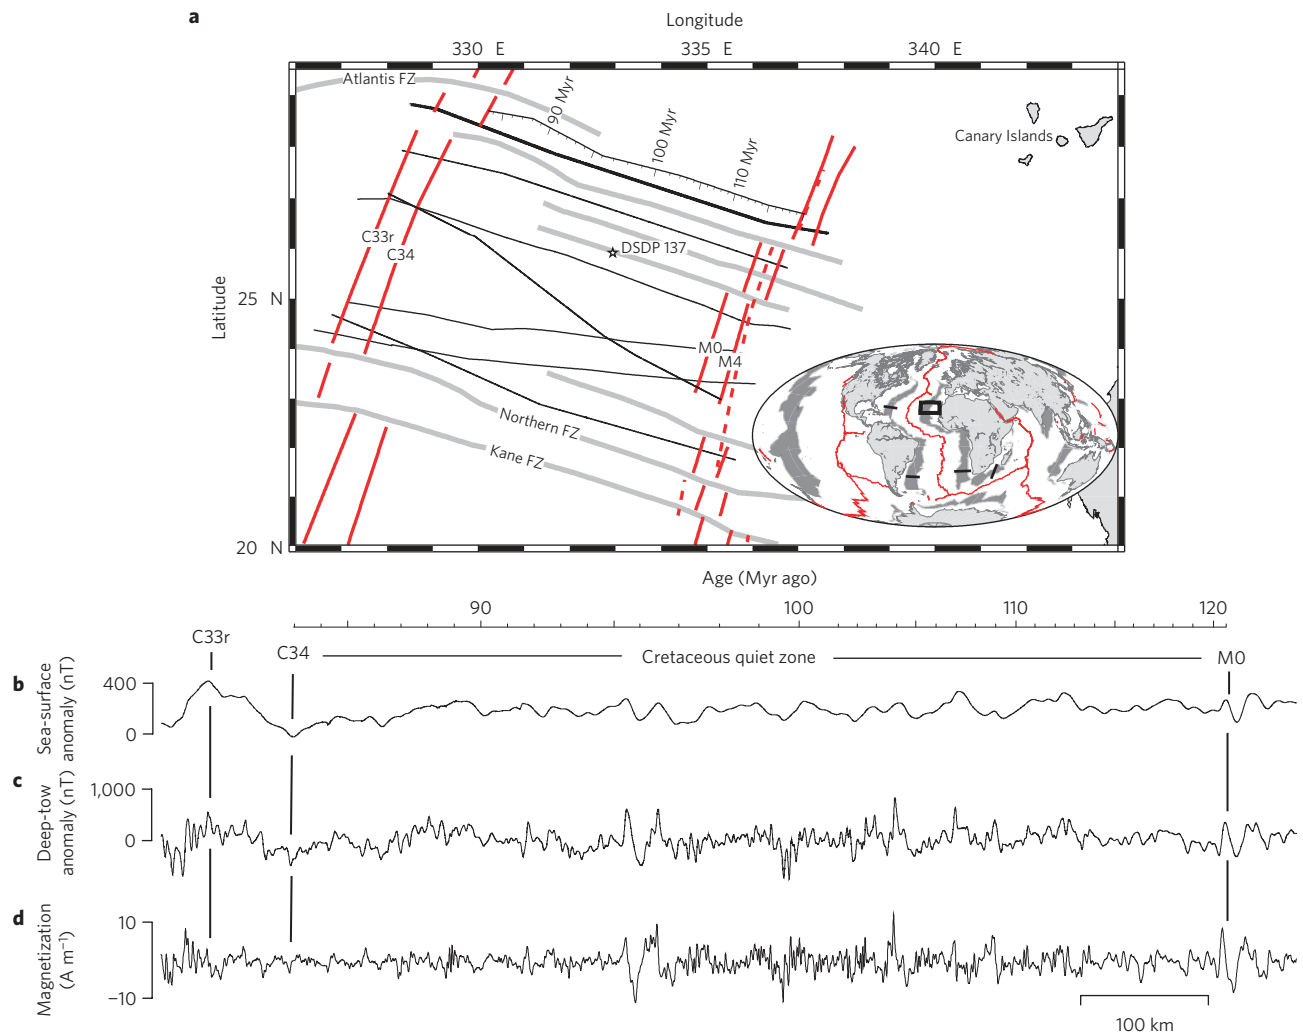 a
Longitude
330 E
335 E
340 E
Atlantis FZ
90 Myr
100 Myr
110 Myr
Canary Islands
C33r
C34
DSDP 137
Latitude
25 N
M0
M4
Northern FZ
Kane FZ
20 N
Age (Myr ago)
90
100
110
120
C33r
C34
Cretaceous quiet zone
M0
b
Sea-surface
anomaly (nT)
400
0
c
Deep-tow
anomaly (nT)
1,000
0
d
Magnetization
(A m⁻¹)
10
−10
100 km